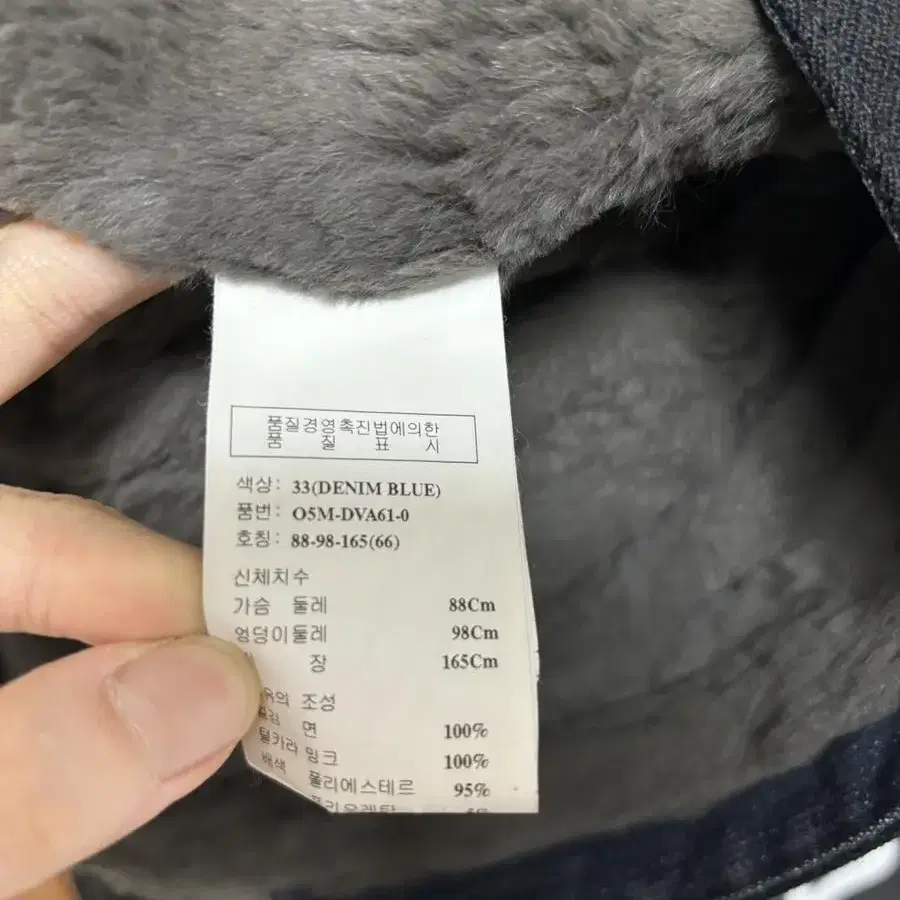 품질경영촉진법에의한
품 질 표 시
색상: 33(DENIM BLUE)
품번: O5M-DVA61-0
호칭: 88-98-165(66)
신체치수
가슴 둘레 88Cm
엉덩이둘레 98Cm
장 165Cm
조성
면 100%
털카라 밍크 100%
배색 폴리에스테르 95%